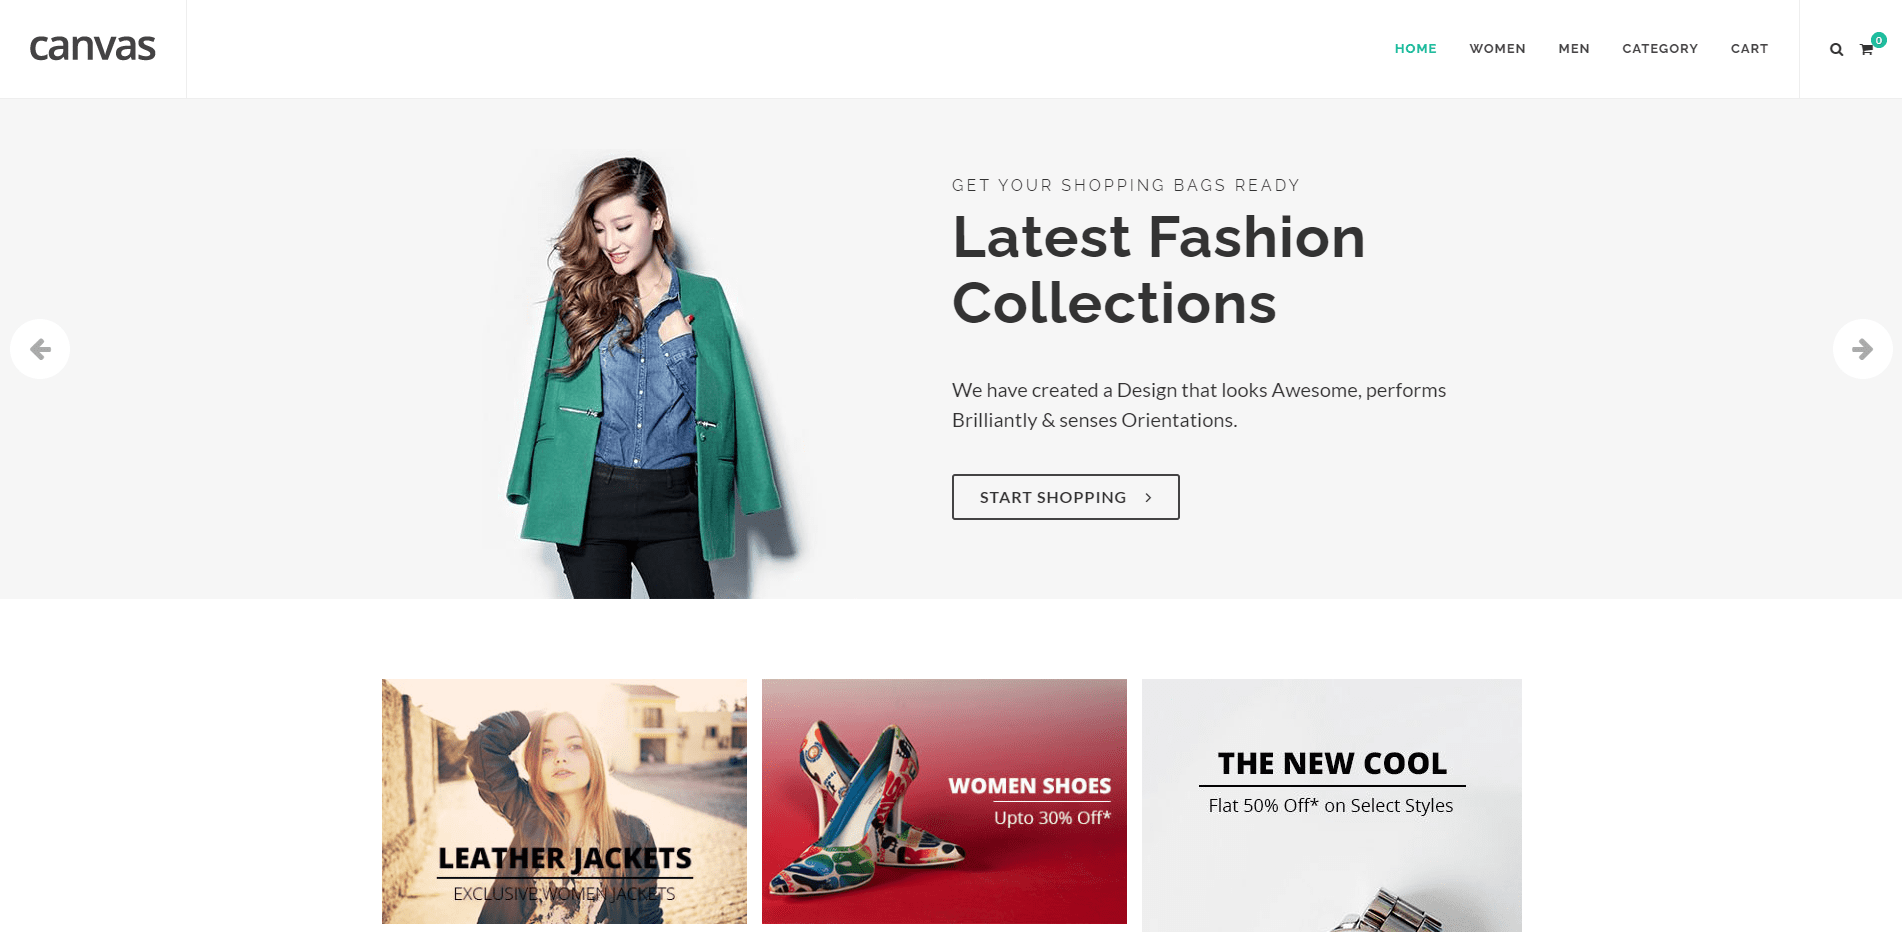 canvas
HOME WOMEN MEN CATEGORY CART 0
GET YOUR SHOPPING BAGS READY
Latest Fashion
Collections
We have created a Design that looks Awesome, performs
Brilliantly & senses Orientations.
START SHOPPING
LEATHER JACKETS
EXCLUSIVE WOMEN JACKETS
WOMEN SHOES
Upto 30% Off*
THE NEW COOL
Flat 50% Off* on Select Styles